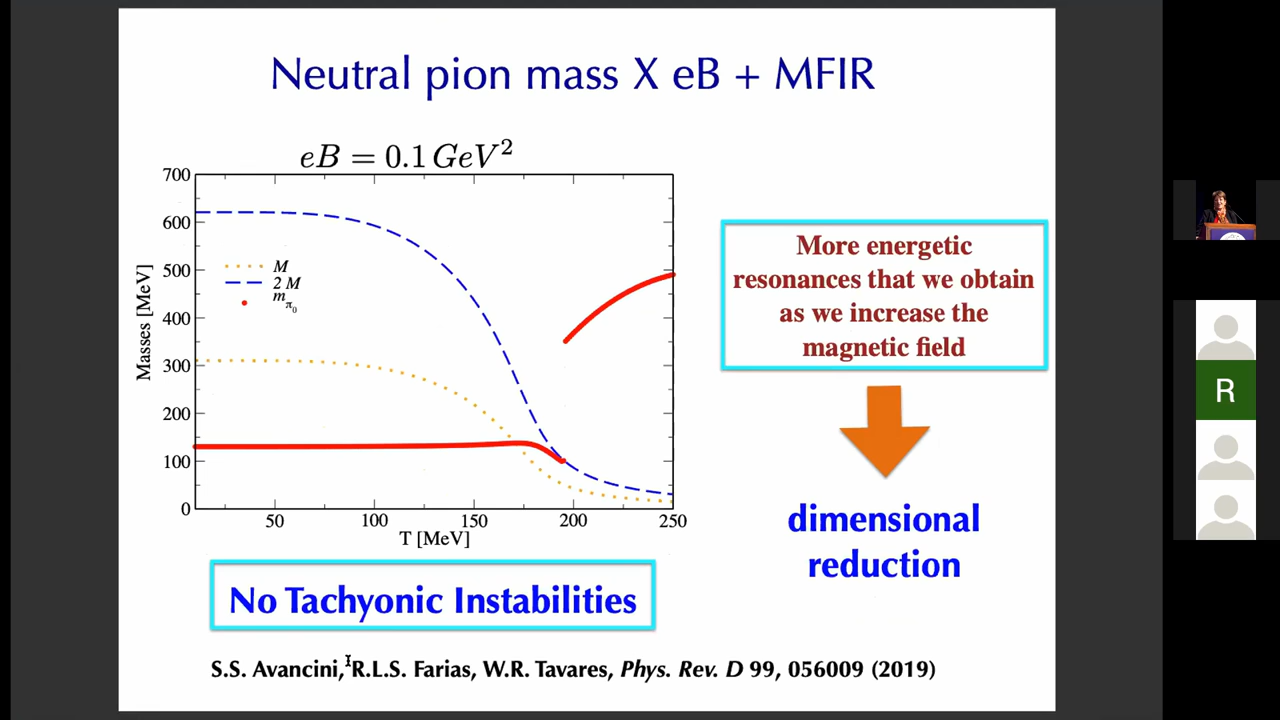 Neutral pion mass X eB + MFIR
eB = 0.1 GeV²
700
600
500
400
300
200
100
0
Masses [MeV]
M
2 M
m_π₀
50
100
150
200
250
T [MeV]
More energetic
resonances that we obtain
as we increase the
magnetic field
dimensional
reduction
No Tachyonic Instabilities
S.S. Avancini, R.L.S. Farias, W.R. Tavares, Phys. Rev. D 99, 056009 (2019)
R